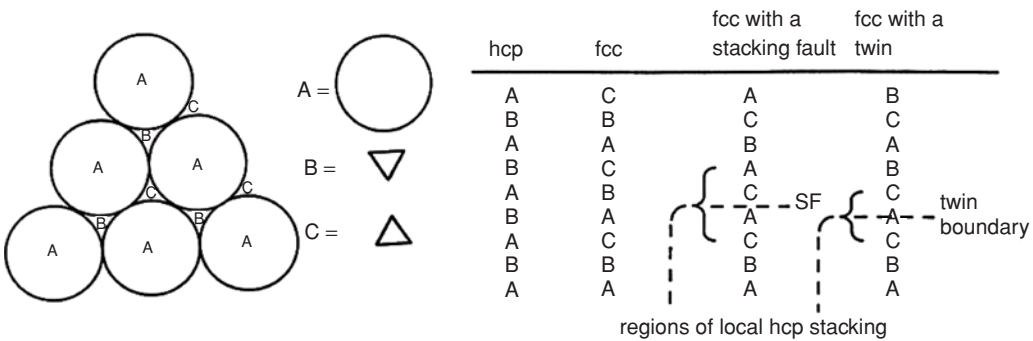 A
C
B
A
A
C
C
B
B
A
A
A
A =
B =
C =
fcc with a
stacking fault
fcc with a
twin
hcp
fcc
A C A B
B B C C
A A B A
B C A B
A B C C
SF
B A A A
twin
boundary
A C C C
B B B B
A A A A
regions of local hcp stacking